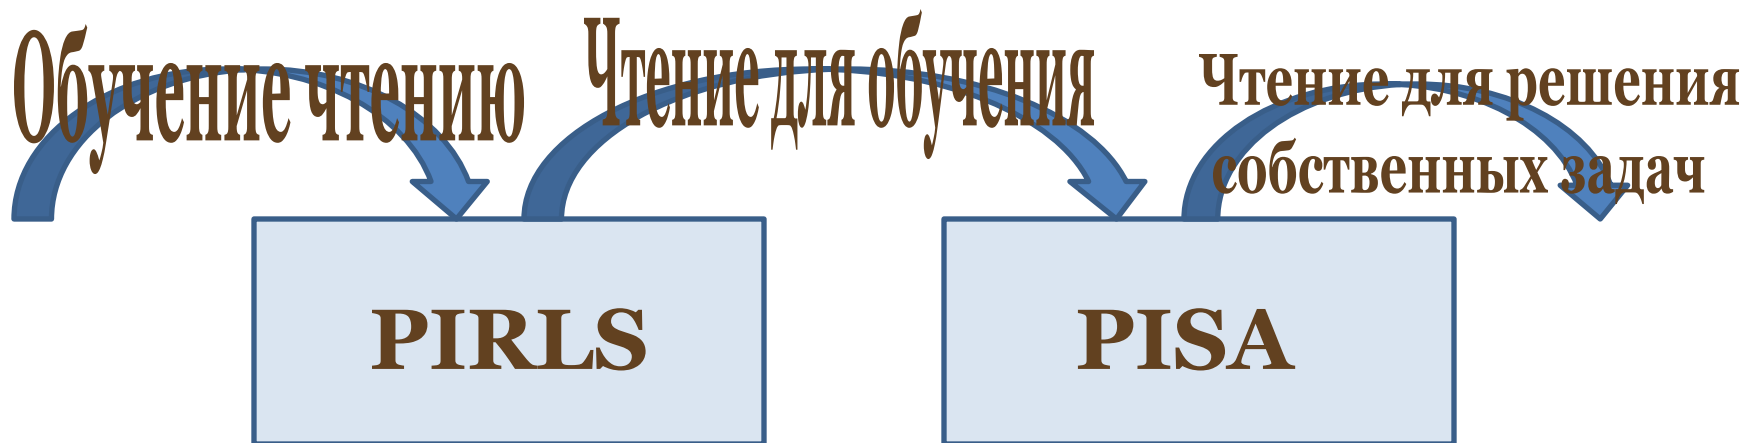 Обучение чтению
Чтение для обучения
Чтение для решения
собственных задач
PIRLS
PISA